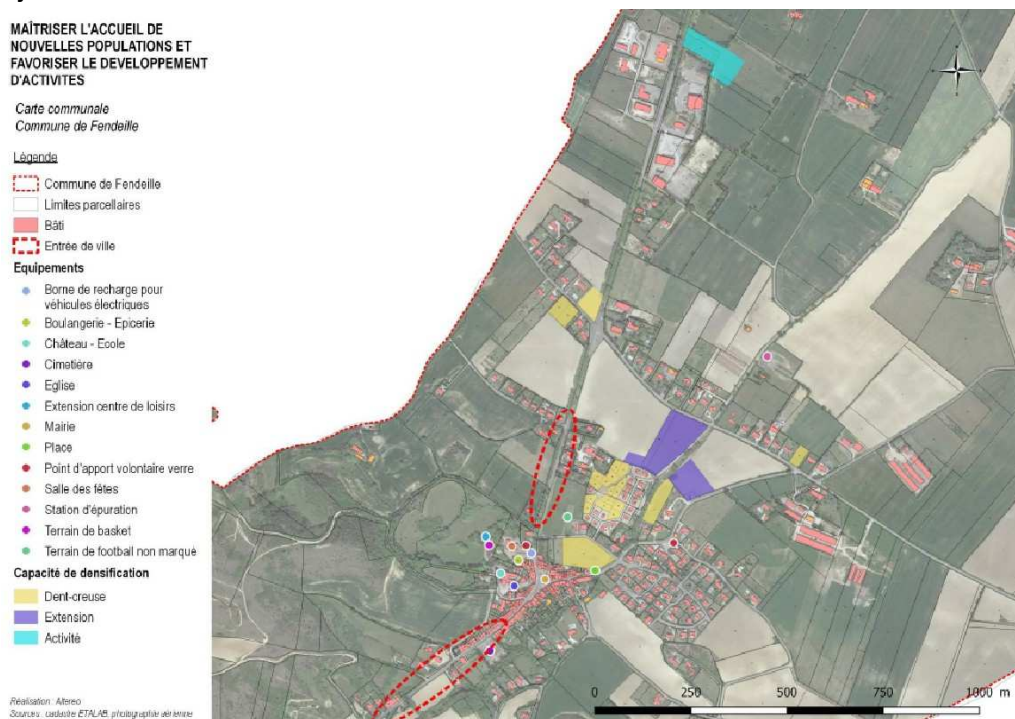 MAÎTRISER L'ACCUEIL DE
NOUVELLES POPULATIONS ET
FAVORISER LE DEVELOPPEMENT
D'ACTIVITES
Carte communale
Commune de Fendeille
Légende
Commune de Fendeille
Limites parcellaires
Bâti
Entrée de ville
Equipements
Borne de recharge pour
véhicules électriques
Boulangerie - Epicerie
Château - Ecole
Cimetière
Eglise
Extension centre de loisirs
Mairie
Place
Point d'apport volontaire verre
Salle des fêtes
Station d'épuration
Terrain de basket
Terrain de football non marqué
Capacité de densification
Dent-creuse
Extension
Activité
Réalisation : Altereo
Sources : cadastre ETALAB, photographie aérienne
0 250 500 750 1000 m